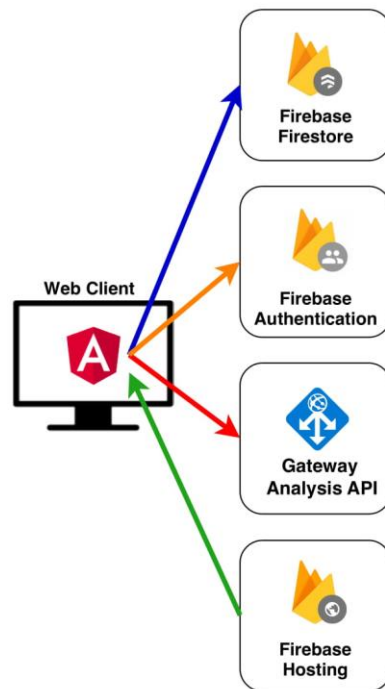 Firebase
Firestore
Web Client
A
Firebase
Authentication
Gateway
Analysis API
Firebase
Hosting